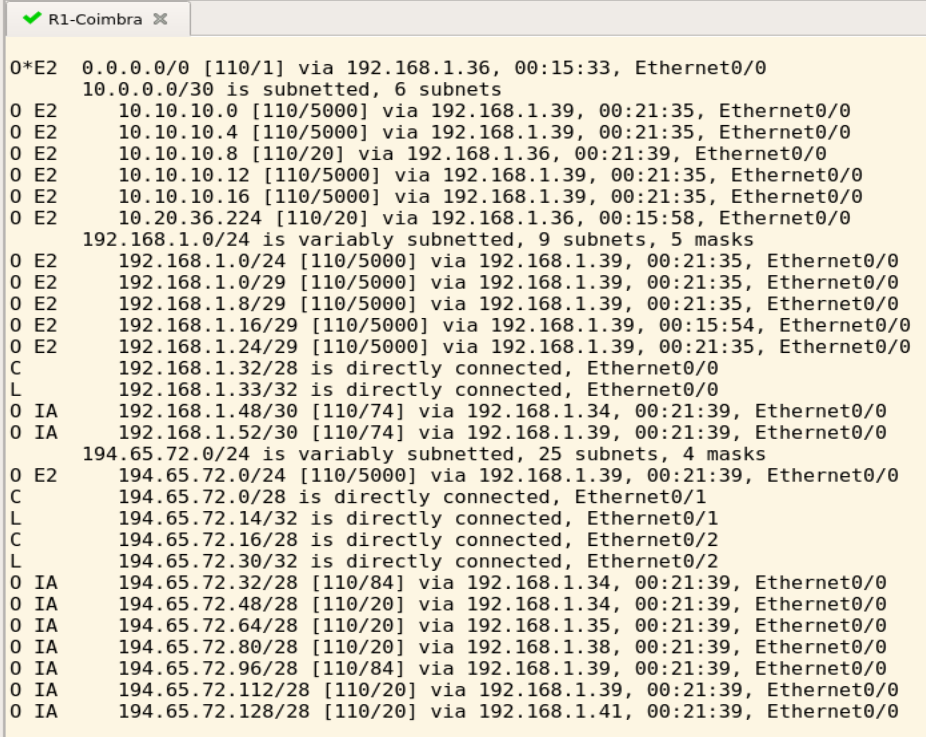 R1-Coimbra
O*E2  0.0.0.0/0 [110/1] via 192.168.1.36, 00:15:33, Ethernet0/0
      10.0.0.0/30 is subnetted, 6 subnets
O E2     10.10.10.0 [110/5000] via 192.168.1.39, 00:21:35, Ethernet0/0
O E2     10.10.10.4 [110/5000] via 192.168.1.39, 00:21:35, Ethernet0/0
O E2     10.10.10.8 [110/20] via 192.168.1.36, 00:21:39, Ethernet0/0
O E2     10.10.10.12 [110/5000] via 192.168.1.39, 00:21:35, Ethernet0/0
O E2     10.10.10.16 [110/5000] via 192.168.1.39, 00:21:35, Ethernet0/0
O E2     10.20.36.224 [110/20] via 192.168.1.36, 00:15:58, Ethernet0/0
      192.168.1.0/24 is variably subnetted, 9 subnets, 5 masks
O E2     192.168.1.0/24 [110/5000] via 192.168.1.39, 00:21:35, Ethernet0/0
O E2     192.168.1.0/29 [110/5000] via 192.168.1.39, 00:21:35, Ethernet0/0
O E2     192.168.1.8/29 [110/5000] via 192.168.1.39, 00:21:35, Ethernet0/0
O E2     192.168.1.16/29 [110/5000] via 192.168.1.39, 00:15:54, Ethernet0/0
O E2     192.168.1.24/29 [110/5000] via 192.168.1.39, 00:21:35, Ethernet0/0
C        192.168.1.32/28 is directly connected, Ethernet0/0
L        192.168.1.33/32 is directly connected, Ethernet0/0
O IA     192.168.1.48/30 [110/74] via 192.168.1.34, 00:21:39, Ethernet0/0
O IA     192.168.1.52/30 [110/74] via 192.168.1.39, 00:21:39, Ethernet0/0
      194.65.72.0/24 is variably subnetted, 25 subnets, 4 masks
O E2     194.65.72.0/24 [110/5000] via 192.168.1.39, 00:21:39, Ethernet0/0
C        194.65.72.0/28 is directly connected, Ethernet0/1
L        194.65.72.14/32 is directly connected, Ethernet0/1
C        194.65.72.16/28 is directly connected, Ethernet0/2
L        194.65.72.30/32 is directly connected, Ethernet0/2
O IA     194.65.72.32/28 [110/84] via 192.168.1.34, 00:21:39, Ethernet0/0
O IA     194.65.72.48/28 [110/20] via 192.168.1.34, 00:21:39, Ethernet0/0
O IA     194.65.72.64/28 [110/20] via 192.168.1.35, 00:21:39, Ethernet0/0
O IA     194.65.72.80/28 [110/20] via 192.168.1.38, 00:21:39, Ethernet0/0
O IA     194.65.72.96/28 [110/84] via 192.168.1.39, 00:21:39, Ethernet0/0
O IA     194.65.72.112/28 [110/20] via 192.168.1.39, 00:21:39, Ethernet0/0
O IA     194.65.72.128/28 [110/20] via 192.168.1.41, 00:21:39, Ethernet0/0